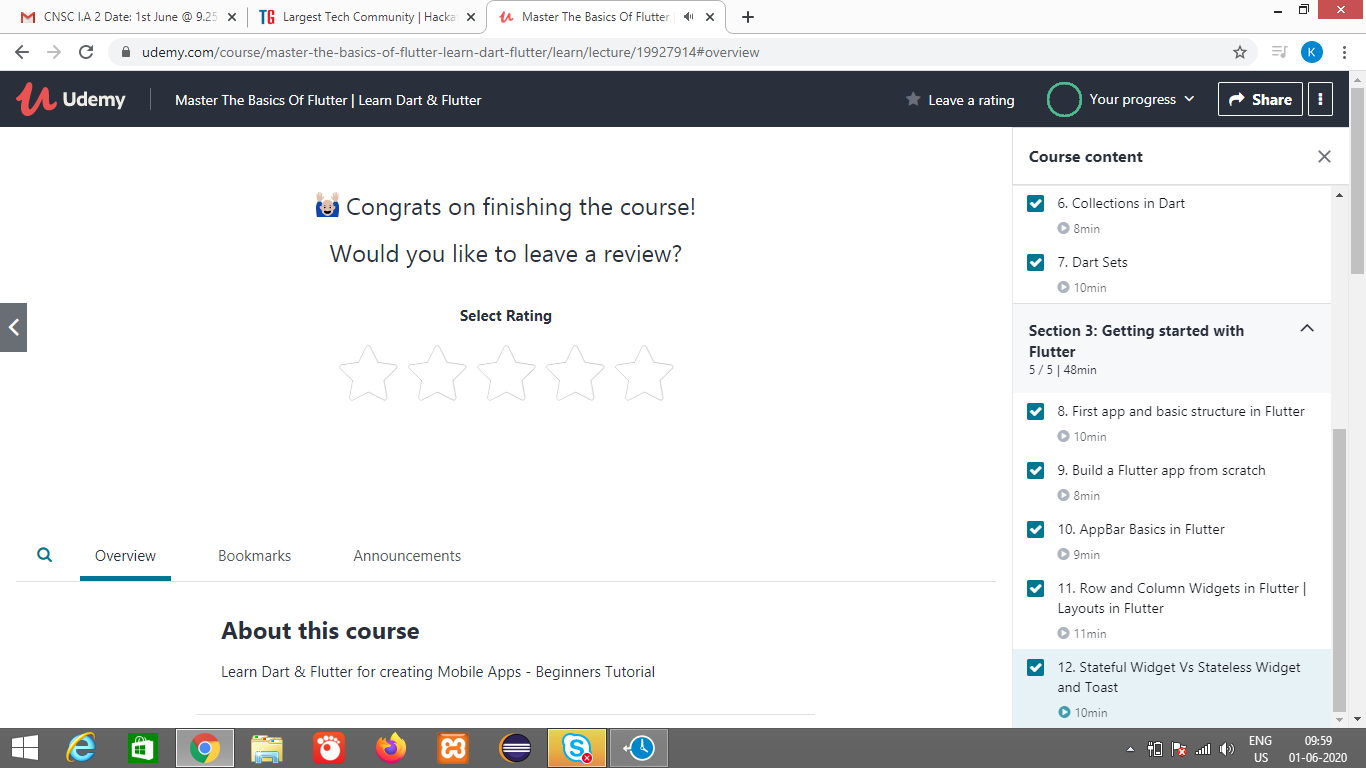 CNSC I.A 2 Date: 1st June @ 9.25
Largest Tech Community | Hacka
Master The Basics Of Flutter
udemy.com/course/master-the-basics-of-flutter-learn-dart-flutter/learn/lecture/19927914#overview
K
Udemy
Master The Basics Of Flutter | Learn Dart & Flutter
Leave a rating
Your progress
Share
Congrats on finishing the course!
Would you like to leave a review?
Select Rating
Overview
Bookmarks
Announcements
About this course
Learn Dart & Flutter for creating Mobile Apps - Beginners Tutorial
Course content
6. Collections in Dart
8min
7. Dart Sets
10min
Section 3: Getting started with
Flutter
5 / 5 | 48min
8. First app and basic structure in Flutter
10min
9. Build a Flutter app from scratch
8min
10. AppBar Basics in Flutter
9min
11. Row and Column Widgets in Flutter |
Layouts in Flutter
11min
12. Stateful Widget Vs Stateless Widget
and Toast
10min
ENG
US
09:59
01-06-2020